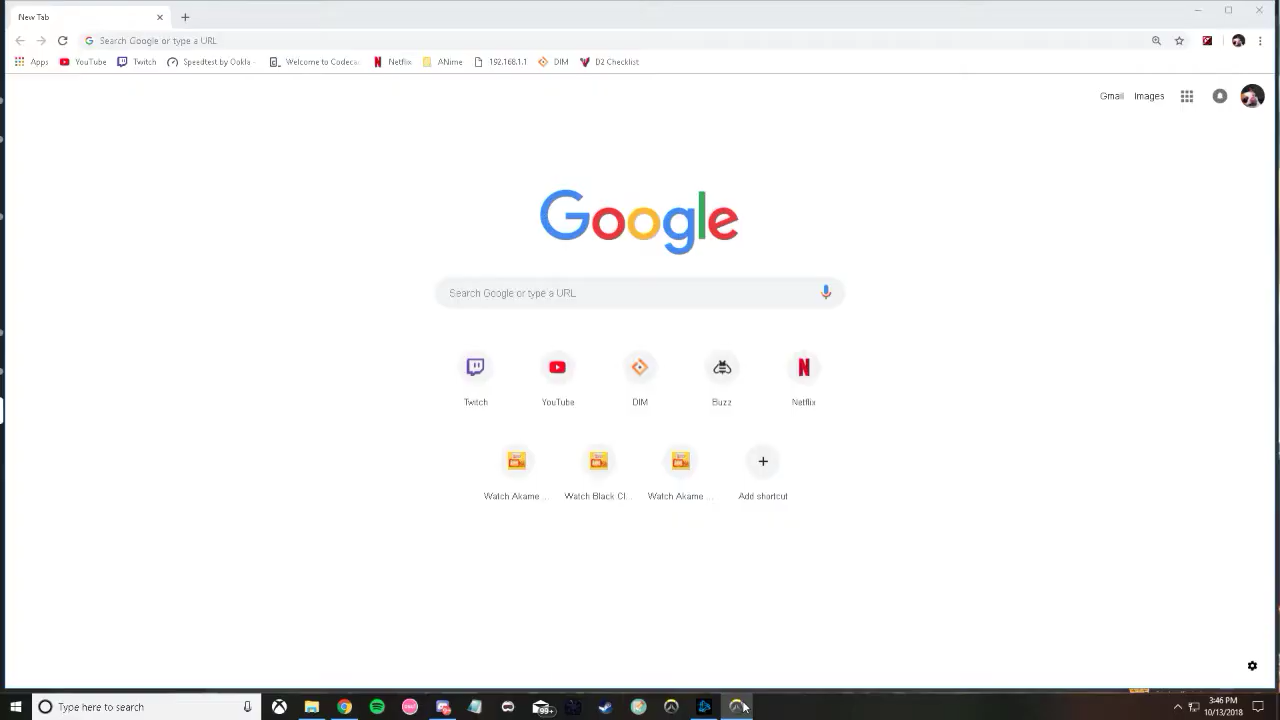 New Tab
Search Google or type a URL
Apps YouTube Twitch Speedtest by Ookla - Welcome to Codeca Netflix ANime 192.168.1.1 DIM D2 Checklist
Gmail Images
Google
Search Google or type a URL
Twitch YouTube DIM Buzz Netflix
Watch Akame ... Watch Black Cl... Watch Akame ... Add shortcut
Type here to search 99+ 3:46 PM
10/13/2018